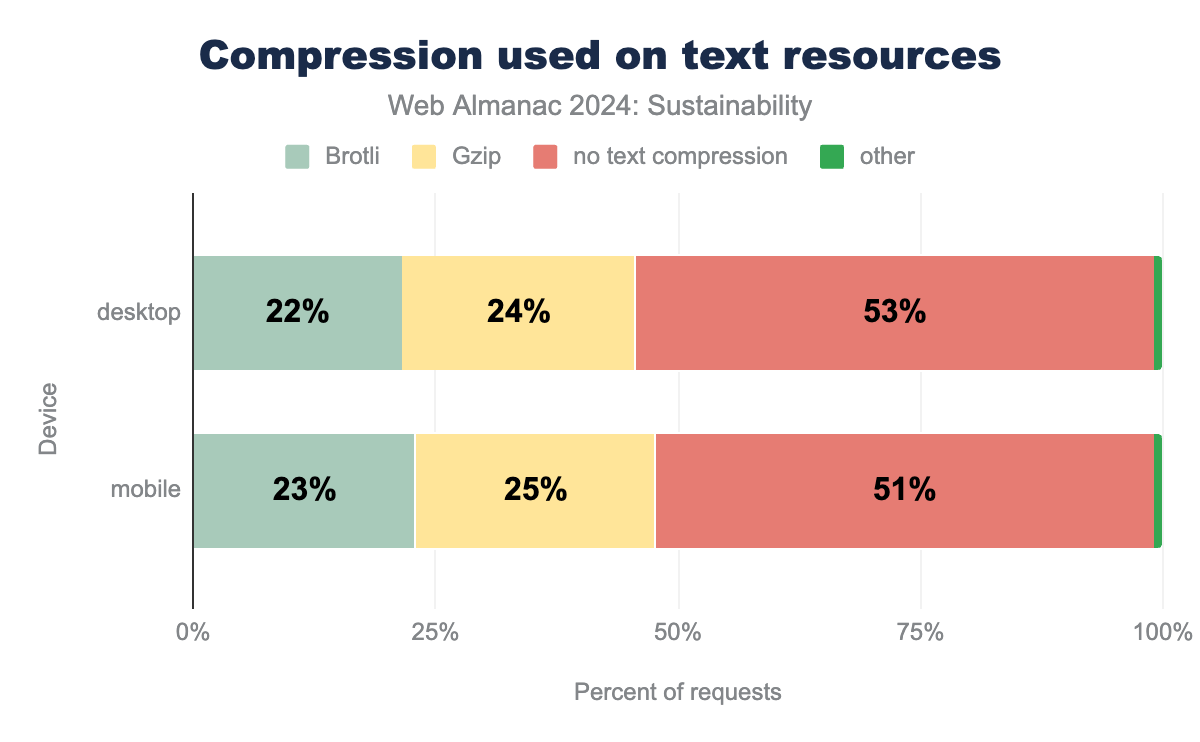 Compression used on text resources
Web Almanac 2024: Sustainability
Brotli Gzip no text compression other
desktop 22% 24% 53%
Device
mobile 23% 25% 51%
0% 25% 50% 75% 100%
Percent of requests